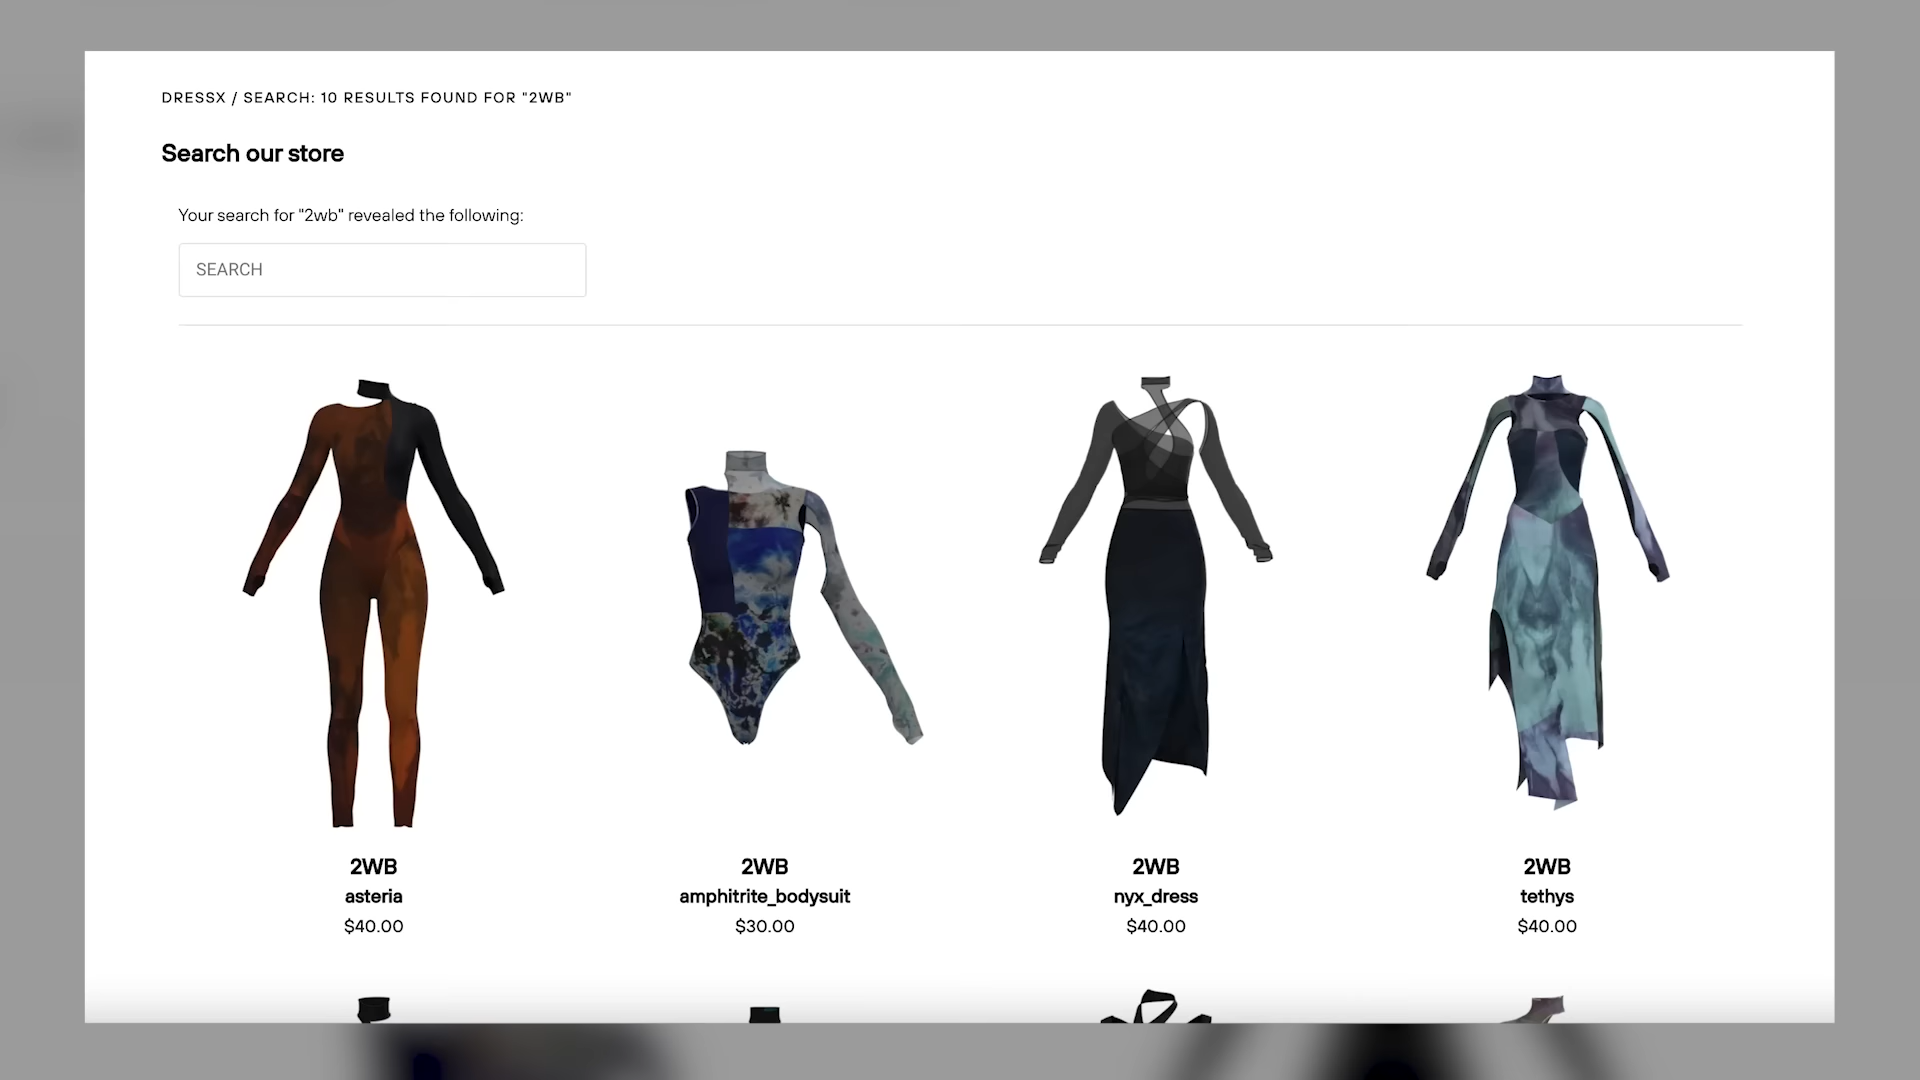 DRESSX / SEARCH: 10 RESULTS FOUND FOR "2WB"
Search our store
Your search for "2wb" revealed the following:
SEARCH
2WB
asteria
$40.00
2WB
amphitrite_bodysuit
$30.00
2WB
nyx_dress
$40.00
2WB
tethys
$40.00